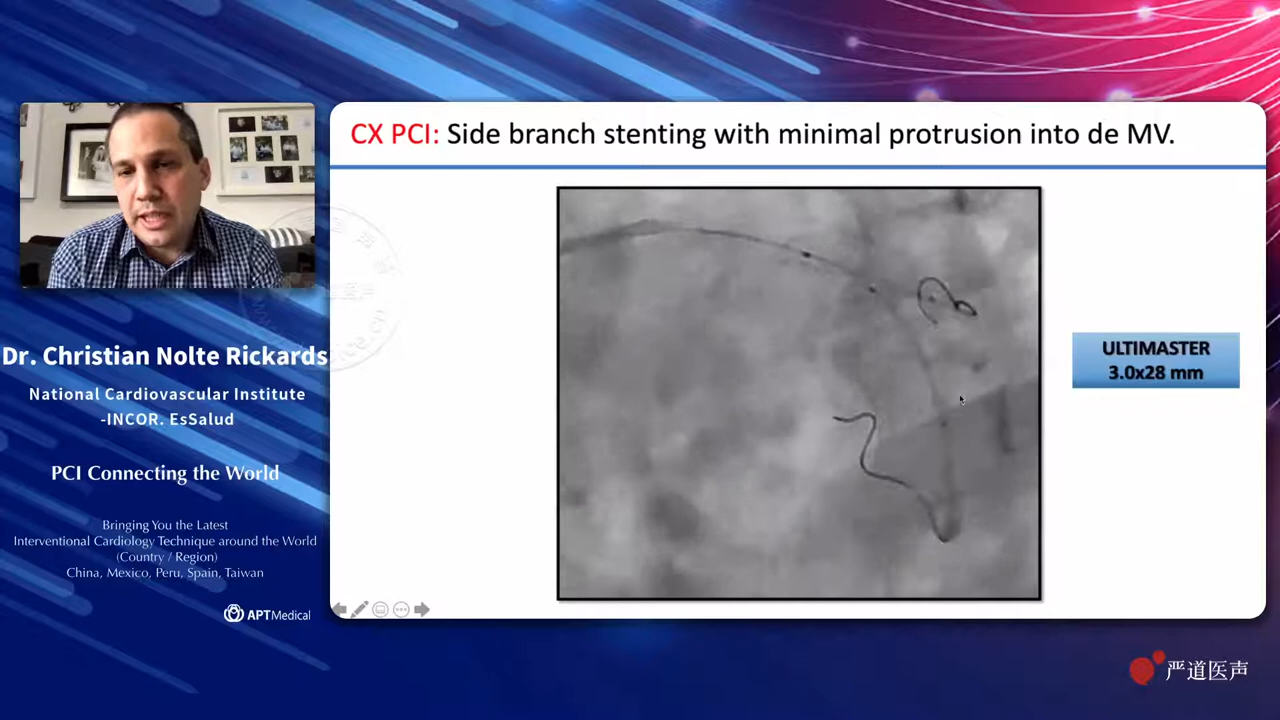 CX PCI: Side branch stenting with minimal protrusion into de MV.
ULTIMASTER
3.0x28 mm
Dr. Christian Nolte Rickards
National Cardiovascular Institute
-INCOR. EsSalud
PCI Connecting the World
Bringing You the Latest
Interventional Cardiology Technique around the World
(Country / Region)
China, Mexico, Peru, Spain, Taiwan
APTMedical
严道医声